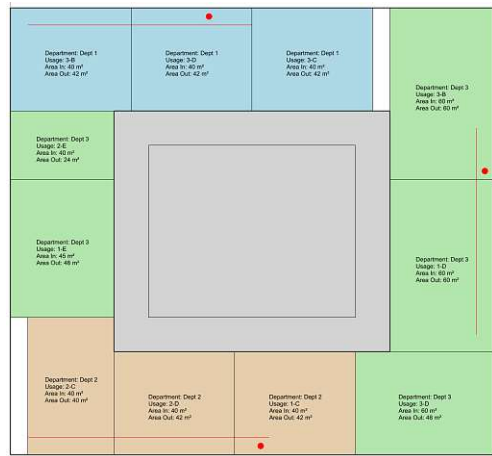 Department: Dept 1
Usage: 3-B
Area In: 40 m²
Area Out: 42 m²
Department: Dept 1
Usage: 3-D
Area In: 40 m²
Area Out: 42 m²
Department: Dept 1
Usage: 3-C
Area In: 40 m²
Area Out: 42 m²
Department: Dept 3
Usage: 3-B
Area In: 60 m²
Area Out: 60 m²
Department: Dept 3
Usage: 2-E
Area In: 40 m²
Area Out: 24 m²
Department: Dept 3
Usage: 1-E
Area In: 45 m²
Area Out: 48 m²
Department: Dept 3
Usage: 1-D
Area In: 60 m²
Area Out: 60 m²
Department: Dept 2
Usage: 2-C
Area In: 40 m²
Area Out: 40 m²
Department: Dept 2
Usage: 2-D
Area In: 40 m²
Area Out: 42 m²
Department: Dept 2
Usage: 1-C
Area In: 40 m²
Area Out: 42 m²
Department: Dept 3
Usage: 3-D
Area In: 60 m²
Area Out: 48 m²